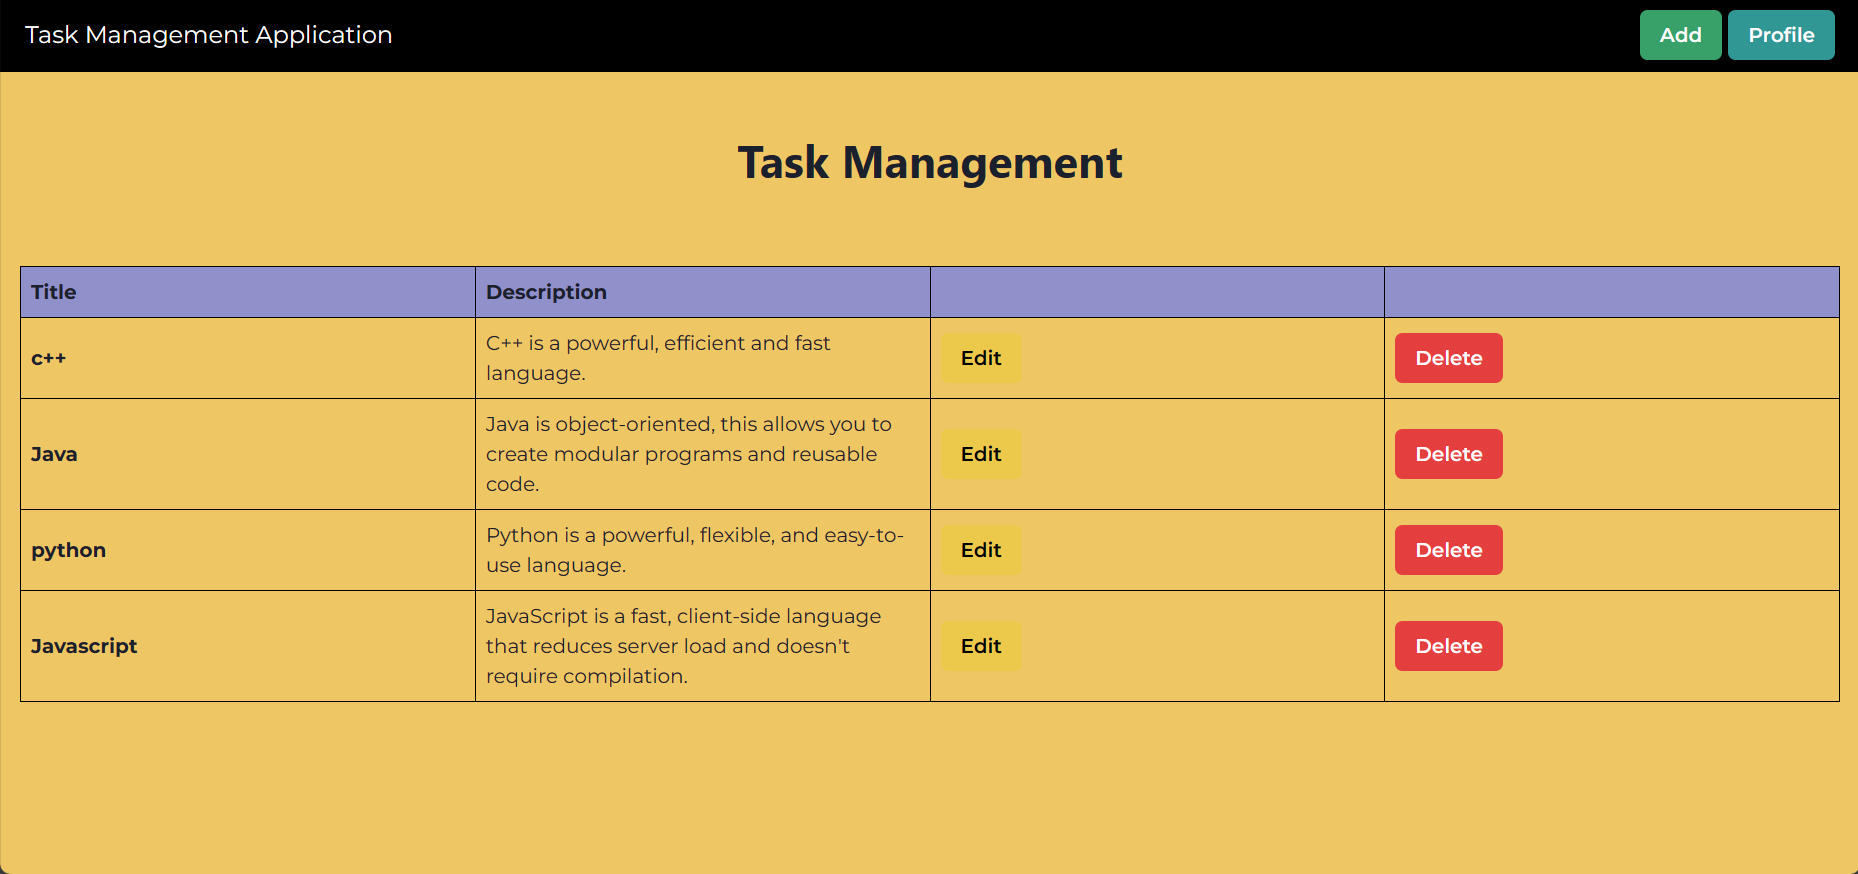 Task Management Application
Add Profile
Task Management
Title Description
c++
C++ is a powerful, efficient and fast
language.
Edit Delete
Java
Java is object-oriented, this allows you to
create modular programs and reusable
code.
Edit Delete
python
Python is a powerful, flexible, and easy-to-
use language.
Edit Delete
Javascript
JavaScript is a fast, client-side language
that reduces server load and doesn't
require compilation.
Edit Delete